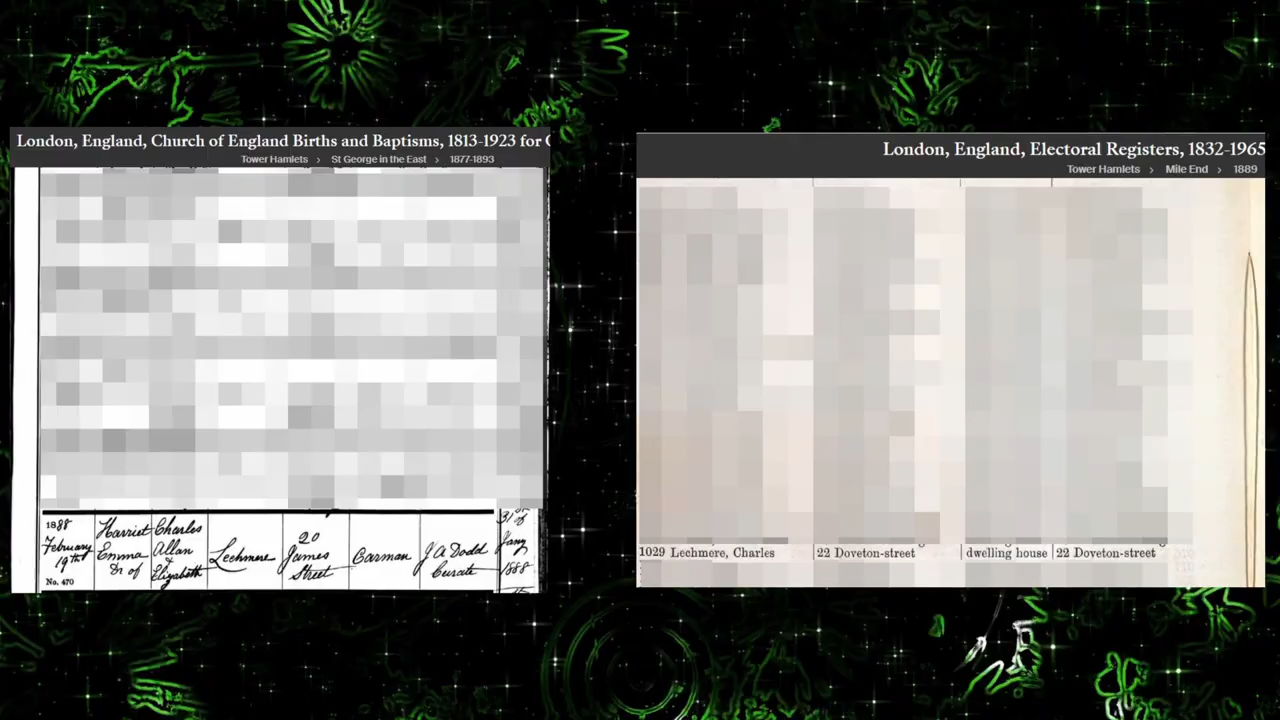 London, England, Church of England Births and Baptisms, 1813-1923 for
Tower Hamlets › St George in the East › 1877-1893
1888
February
19th
No. 470
Harriet
Emma
Dr of
Charles
Allan
&
Elizabeth
Lechmere
20
James
Street
Carman
J A Dodd
Curate
31st
of
Jany
1888
London, England, Electoral Registers, 1832-1965
Tower Hamlets › Mile End › 1889
1029 Lechmere, Charles 22 Doveton-street dwelling house 22 Doveton-street